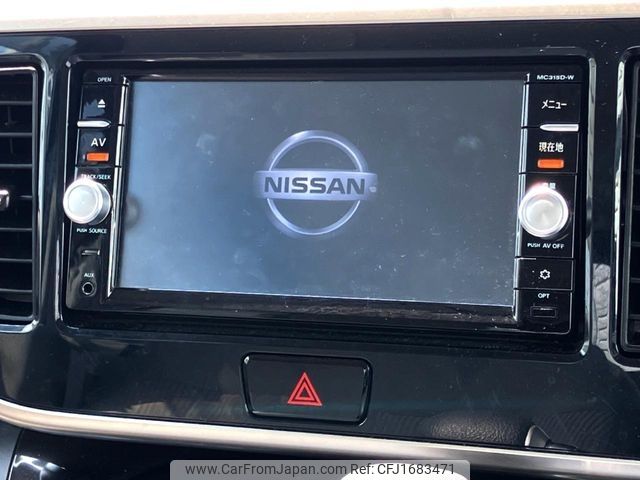 OPEN
MC315D-W
メニュー
AV
現在地
TRACK/SEEK
NISSAN
PUSH SOURCE
PUSH AV OFF
AUX
OPT
www.CarFromJapan.com Ref: CFJ1683471